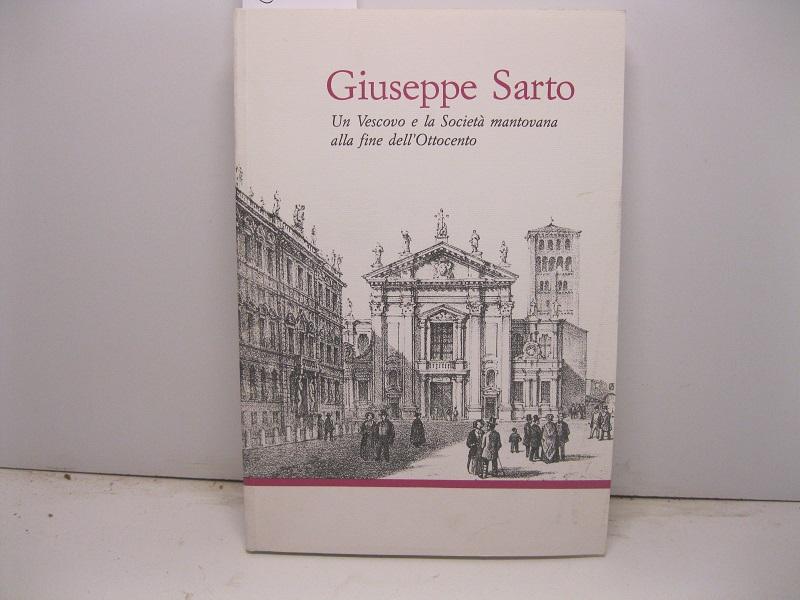 Giuseppe Sarto
Un Vescovo e la Società mantovana
alla fine dell'Ottocento